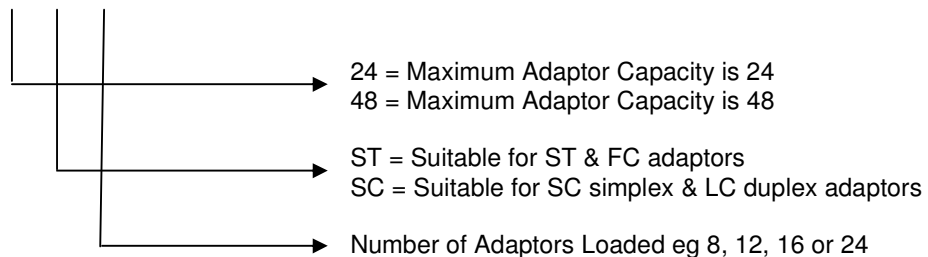 24 = Maximum Adaptor Capacity is 24
48 = Maximum Adaptor Capacity is 48
ST = Suitable for ST & FC adaptors
SC = Suitable for SC simplex & LC duplex adaptors
Number of Adaptors Loaded eg 8, 12, 16 or 24